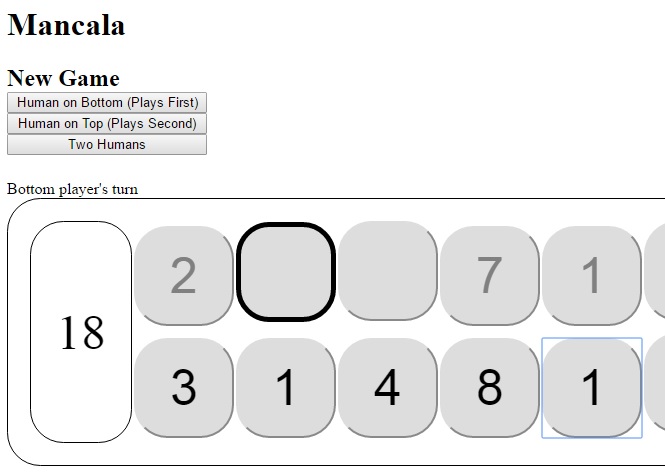 Mancala
New Game
Human on Bottom (Plays First)
Human on Top (Plays Second)
Two Humans
Bottom player's turn
18
2 7 1
3 1 4 8 1